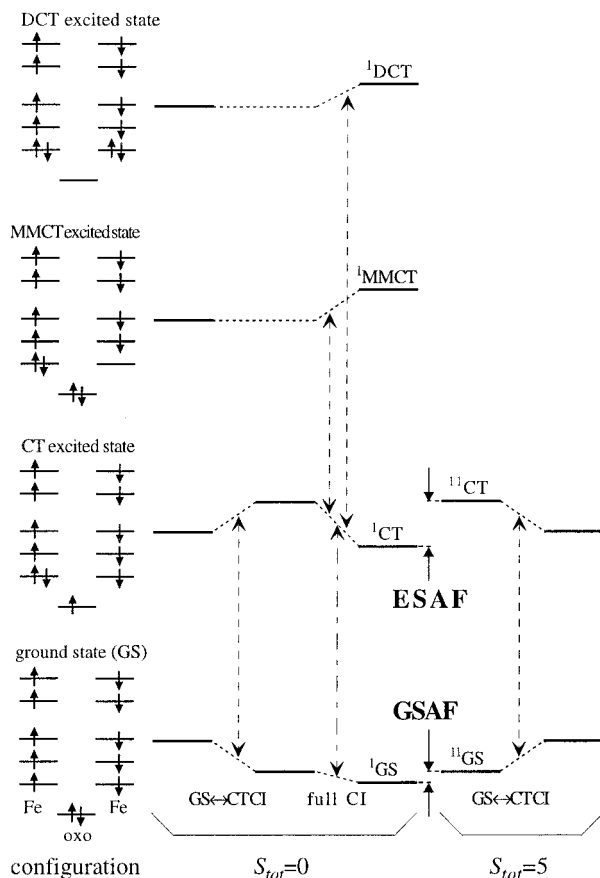 DCT excited state
¹DCT
MMCT excited state
¹MMCT
CT excited state
¹¹CT
¹CT
ESAF
ground state (GS)
GSAF
¹GS
¹¹GS
Fe
Fe
oxo
GS↔CTCI
full CI
GS↔CTCI
configuration
S_tot=0
S_tot=5